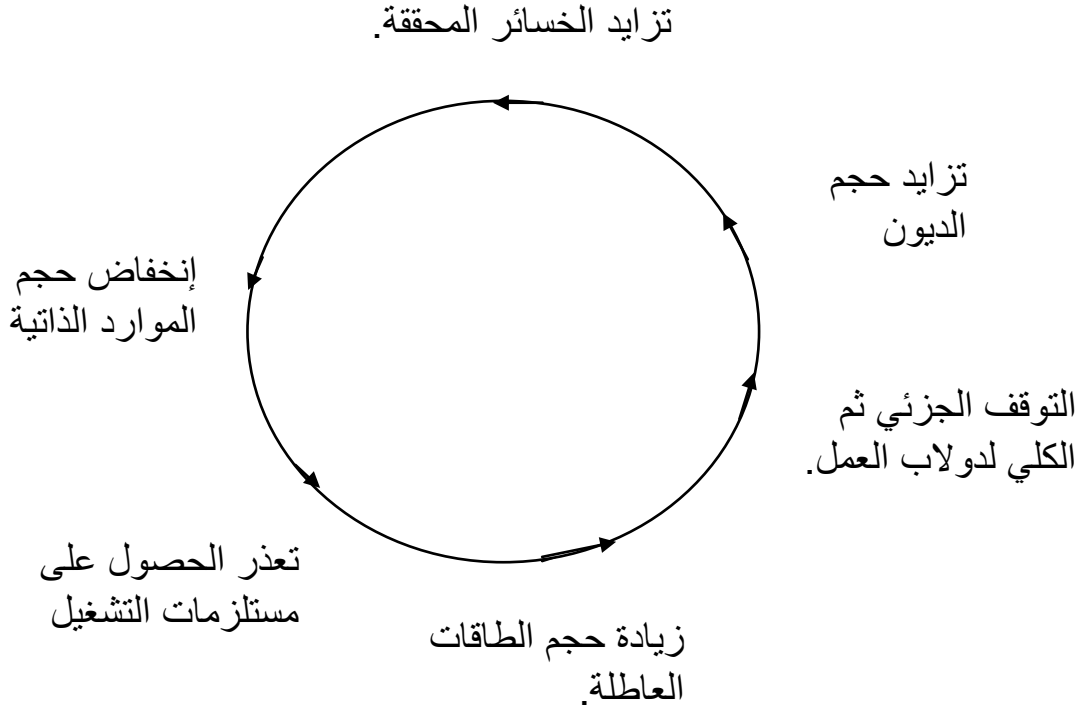 تزايد الخسائر المحققة.
تزايد حجم
الديون
إنخفاض حجم
الموارد الذاتية
التوقف الجزئي ثم
الكلي لدولاب العمل.
تعذر الحصول على
مستلزمات التشغيل
زيادة حجم الطاقات
العاطلة.